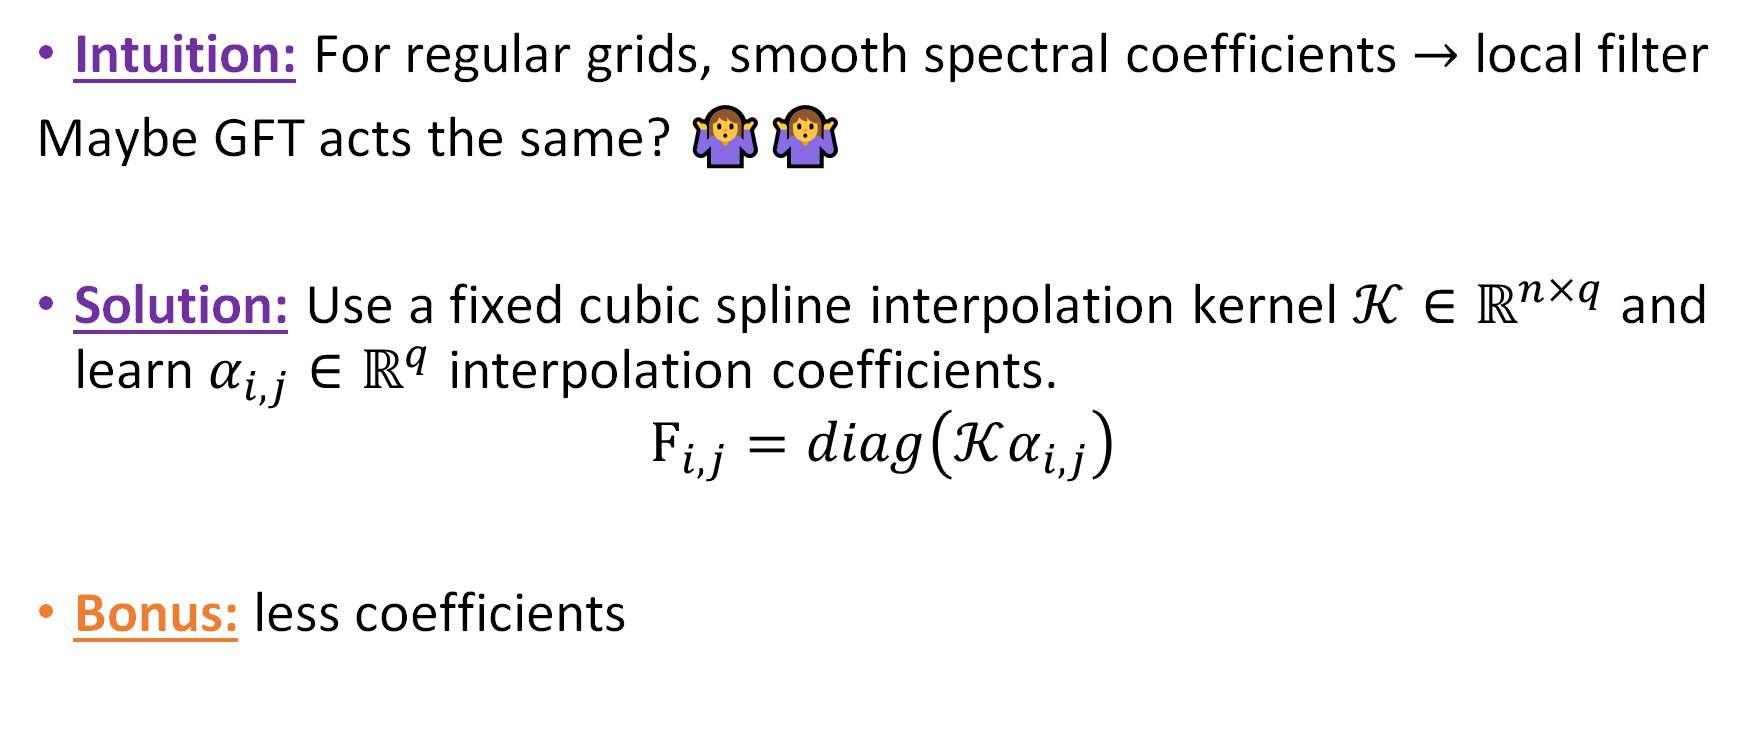 • Intuition: For regular grids, smooth spectral coefficients → local filter
Maybe GFT acts the same? 🤷‍♀️ 🤷‍♀️
• Solution: Use a fixed cubic spline interpolation kernel 𝒦 ∈ ℝ^{n×q} and
learn α_{i,j} ∈ ℝ^q interpolation coefficients.
F_{i,j} = diag(𝒦α_{i,j})
• Bonus: less coefficients